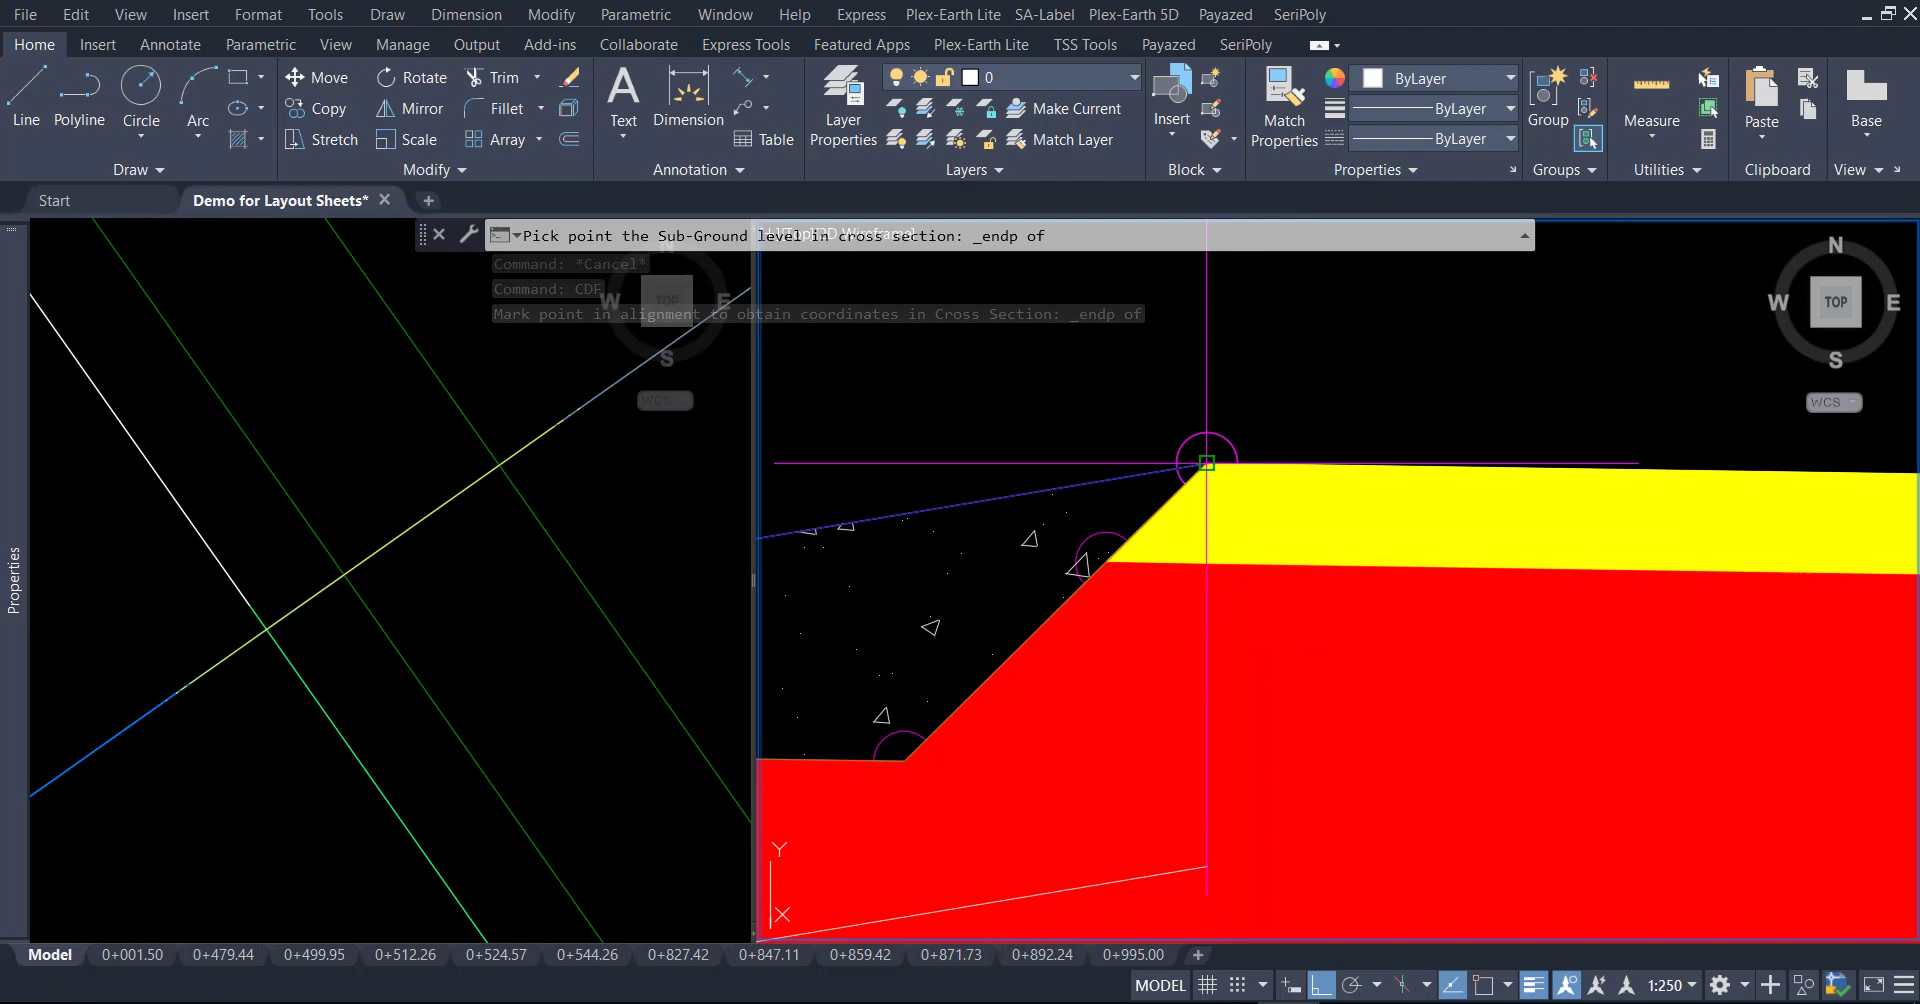 File Edit View Insert Format Tools Draw Dimension Modify Parametric Window Help Express Plex-Earth Lite SA-Label Plex-Earth 5D Payazed SeriPoly
Home Insert Annotate Parametric View Manage Output Add-ins Collaborate Express Tools Featured Apps Plex-Earth Lite TSS Tools Payazed SeriPoly
Line Polyline Circle Arc
Move Rotate Trim
Copy Mirror Fillet
Stretch Scale Array
Text Dimension Table
Layer Properties
0
Make Current
Match Layer
Insert
Match Properties
ByLayer
ByLayer
ByLayer
Group Measure Paste Base
Draw Modify Annotation Layers Block Properties Groups Utilities Clipboard View
Start Demo for Layout Sheets*
Pick point the Sub-Ground level in cross section: _endp of
Command: *Cancel*
Command: CDF
Mark point in alignment to obtain coordinates in Cross Section: _endp of
N
W TOP E
S
WCS
N
W TOP E
S
WCS
Properties
Y
X
Model 0+001.50 0+479.44 0+499.95 0+512.26 0+524.57 0+544.26 0+827.42 0+847.11 0+859.42 0+871.73 0+892.24 0+995.00
MODEL 1:250